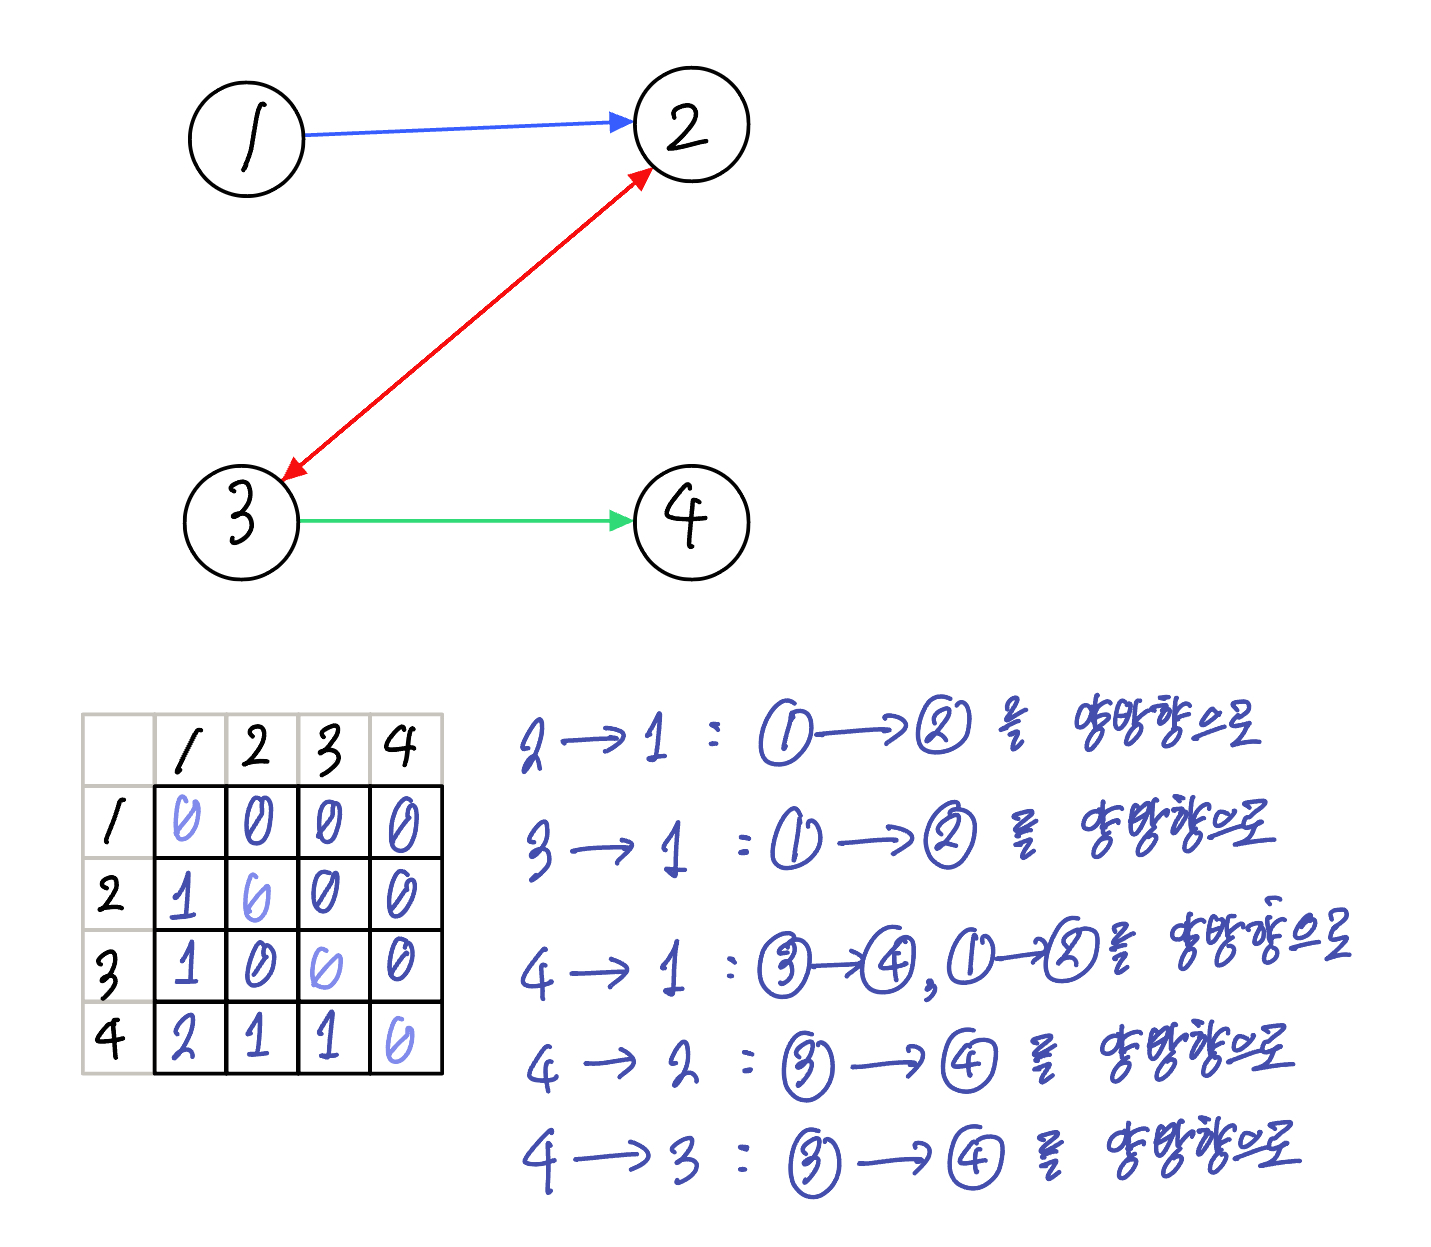 1
2
3
4
1 2 3 4
1 0 0 0 0
2 1 0 0 0
3 1 0 0 0
4 2 1 1 0
2 → 1 : ① → ② 를 양방향으로
3 → 1 : ① → ② 를 양방향으로
4 → 1 : ③ → ④, ① → ② 를 양방향으로
4 → 2 : ③ → ④ 를 양방향으로
4 → 3 : ③ → ④ 를 양방향으로